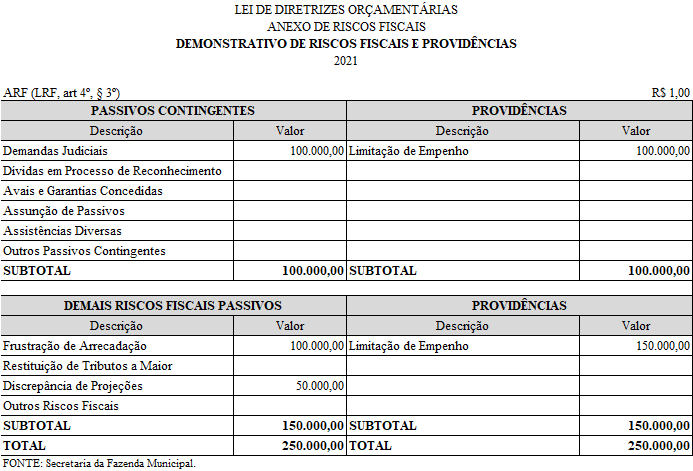 LEI DE DIRETRIZES ORÇAMENTÁRIAS
ANEXO DE RISCOS FISCAIS
DEMONSTRATIVO DE RISCOS FISCAIS E PROVIDÊNCIAS
2021
ARF (LRF, art 4º, § 3º) R$ 1,00
PASSIVOS CONTINGENTES PROVIDÊNCIAS
Descrição Valor Descrição Valor
Demandas Judiciais 100.000,00 Limitação de Empenho 100.000,00
Dívidas em Processo de Reconhecimento
Avais e Garantias Concedidas
Assunção de Passivos
Assistências Diversas
Outros Passivos Contingentes
SUBTOTAL 100.000,00 SUBTOTAL 100.000,00
DEMAIS RISCOS FISCAIS PASSIVOS PROVIDÊNCIAS
Descrição Valor Descrição Valor
Frustração de Arrecadação 100.000,00 Limitação de Empenho 150.000,00
Restituição de Tributos a Maior
Discrepância de Projeções 50.000,00
Outros Riscos Fiscais
SUBTOTAL 150.000,00 SUBTOTAL 150.000,00
TOTAL 250.000,00 TOTAL 250.000,00
FONTE: Secretaria da Fazenda Municipal.